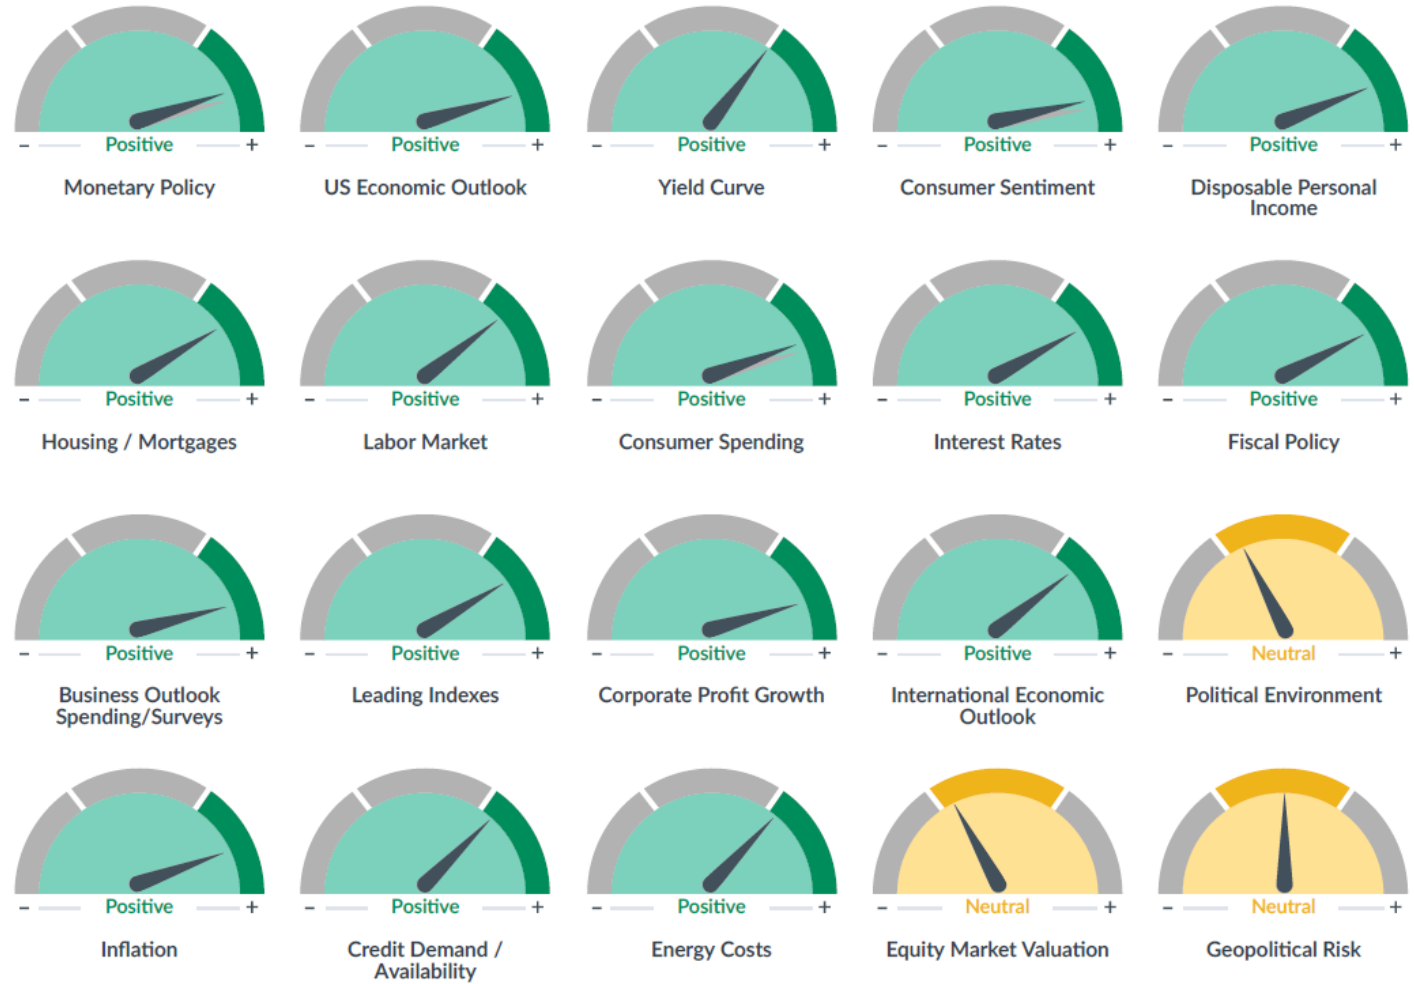 – Positive +
– Positive +
– Positive +
– Positive +
– Positive +
Monetary Policy
US Economic Outlook
Yield Curve
Consumer Sentiment
Disposable Personal
Income
– Positive +
– Positive +
– Positive +
– Positive +
– Positive +
Housing / Mortgages
Labor Market
Consumer Spending
Interest Rates
Fiscal Policy
– Positive +
– Positive +
– Positive +
– Positive +
– Neutral +
Business Outlook
Spending/Surveys
Leading Indexes
Corporate Profit Growth
International Economic
Outlook
Political Environment
– Positive +
– Positive +
– Positive +
– Neutral +
– Neutral +
Inflation
Credit Demand /
Availability
Energy Costs
Equity Market Valuation
Geopolitical Risk